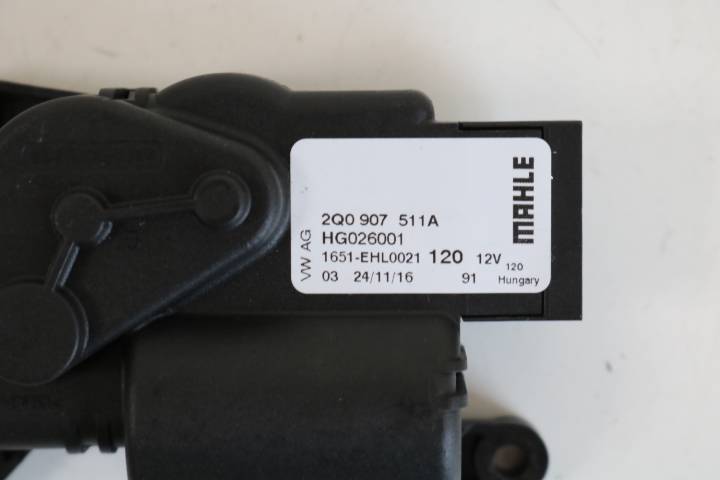 2Q0 907 511A
HG026001
1651-EHL0021 120 12V 120
03 24/11/16 91 Hungary
VW AG
MAHLE